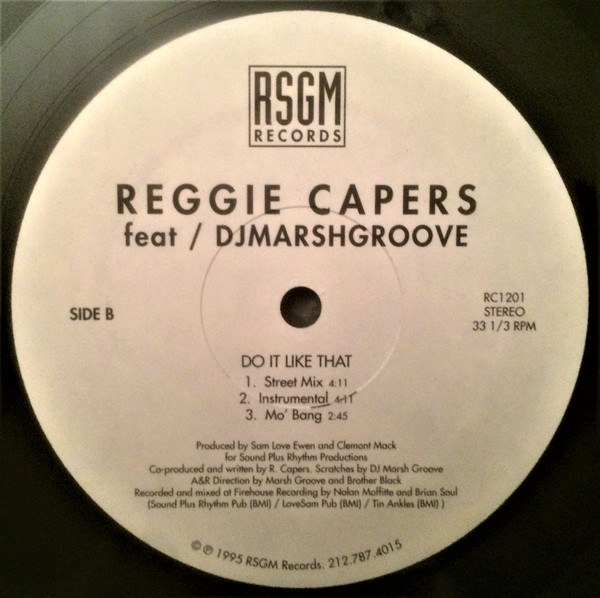 RSGM
RECORDS
REGGIE CAPERS
feat / DJMARSHGROOVE
SIDE B
RC1201
STEREO
33 1/3 RPM
DO IT LIKE THAT
1. Street Mix 4:11
2. Instrumental 4:11
3. Mo' Bang 2:45
Produced by Sam Love Ewen and Clemont Mack
for Sound Plus Rhythm Productions
Co-produced and written by R. Capers. Scratches by DJ Marsh Groove
A&R Direction by Marsh Groove and Brother Black
Recorded and mixed at Firehouse Recording by Nolan Moffitte and Brian Soul
(Sound Plus Rhythm Pub (BMI) / LoveSam Pub (BMI) / Tin Ankles (BMI) )
© ℗ 1995 RSGM Records. 212.787.4015